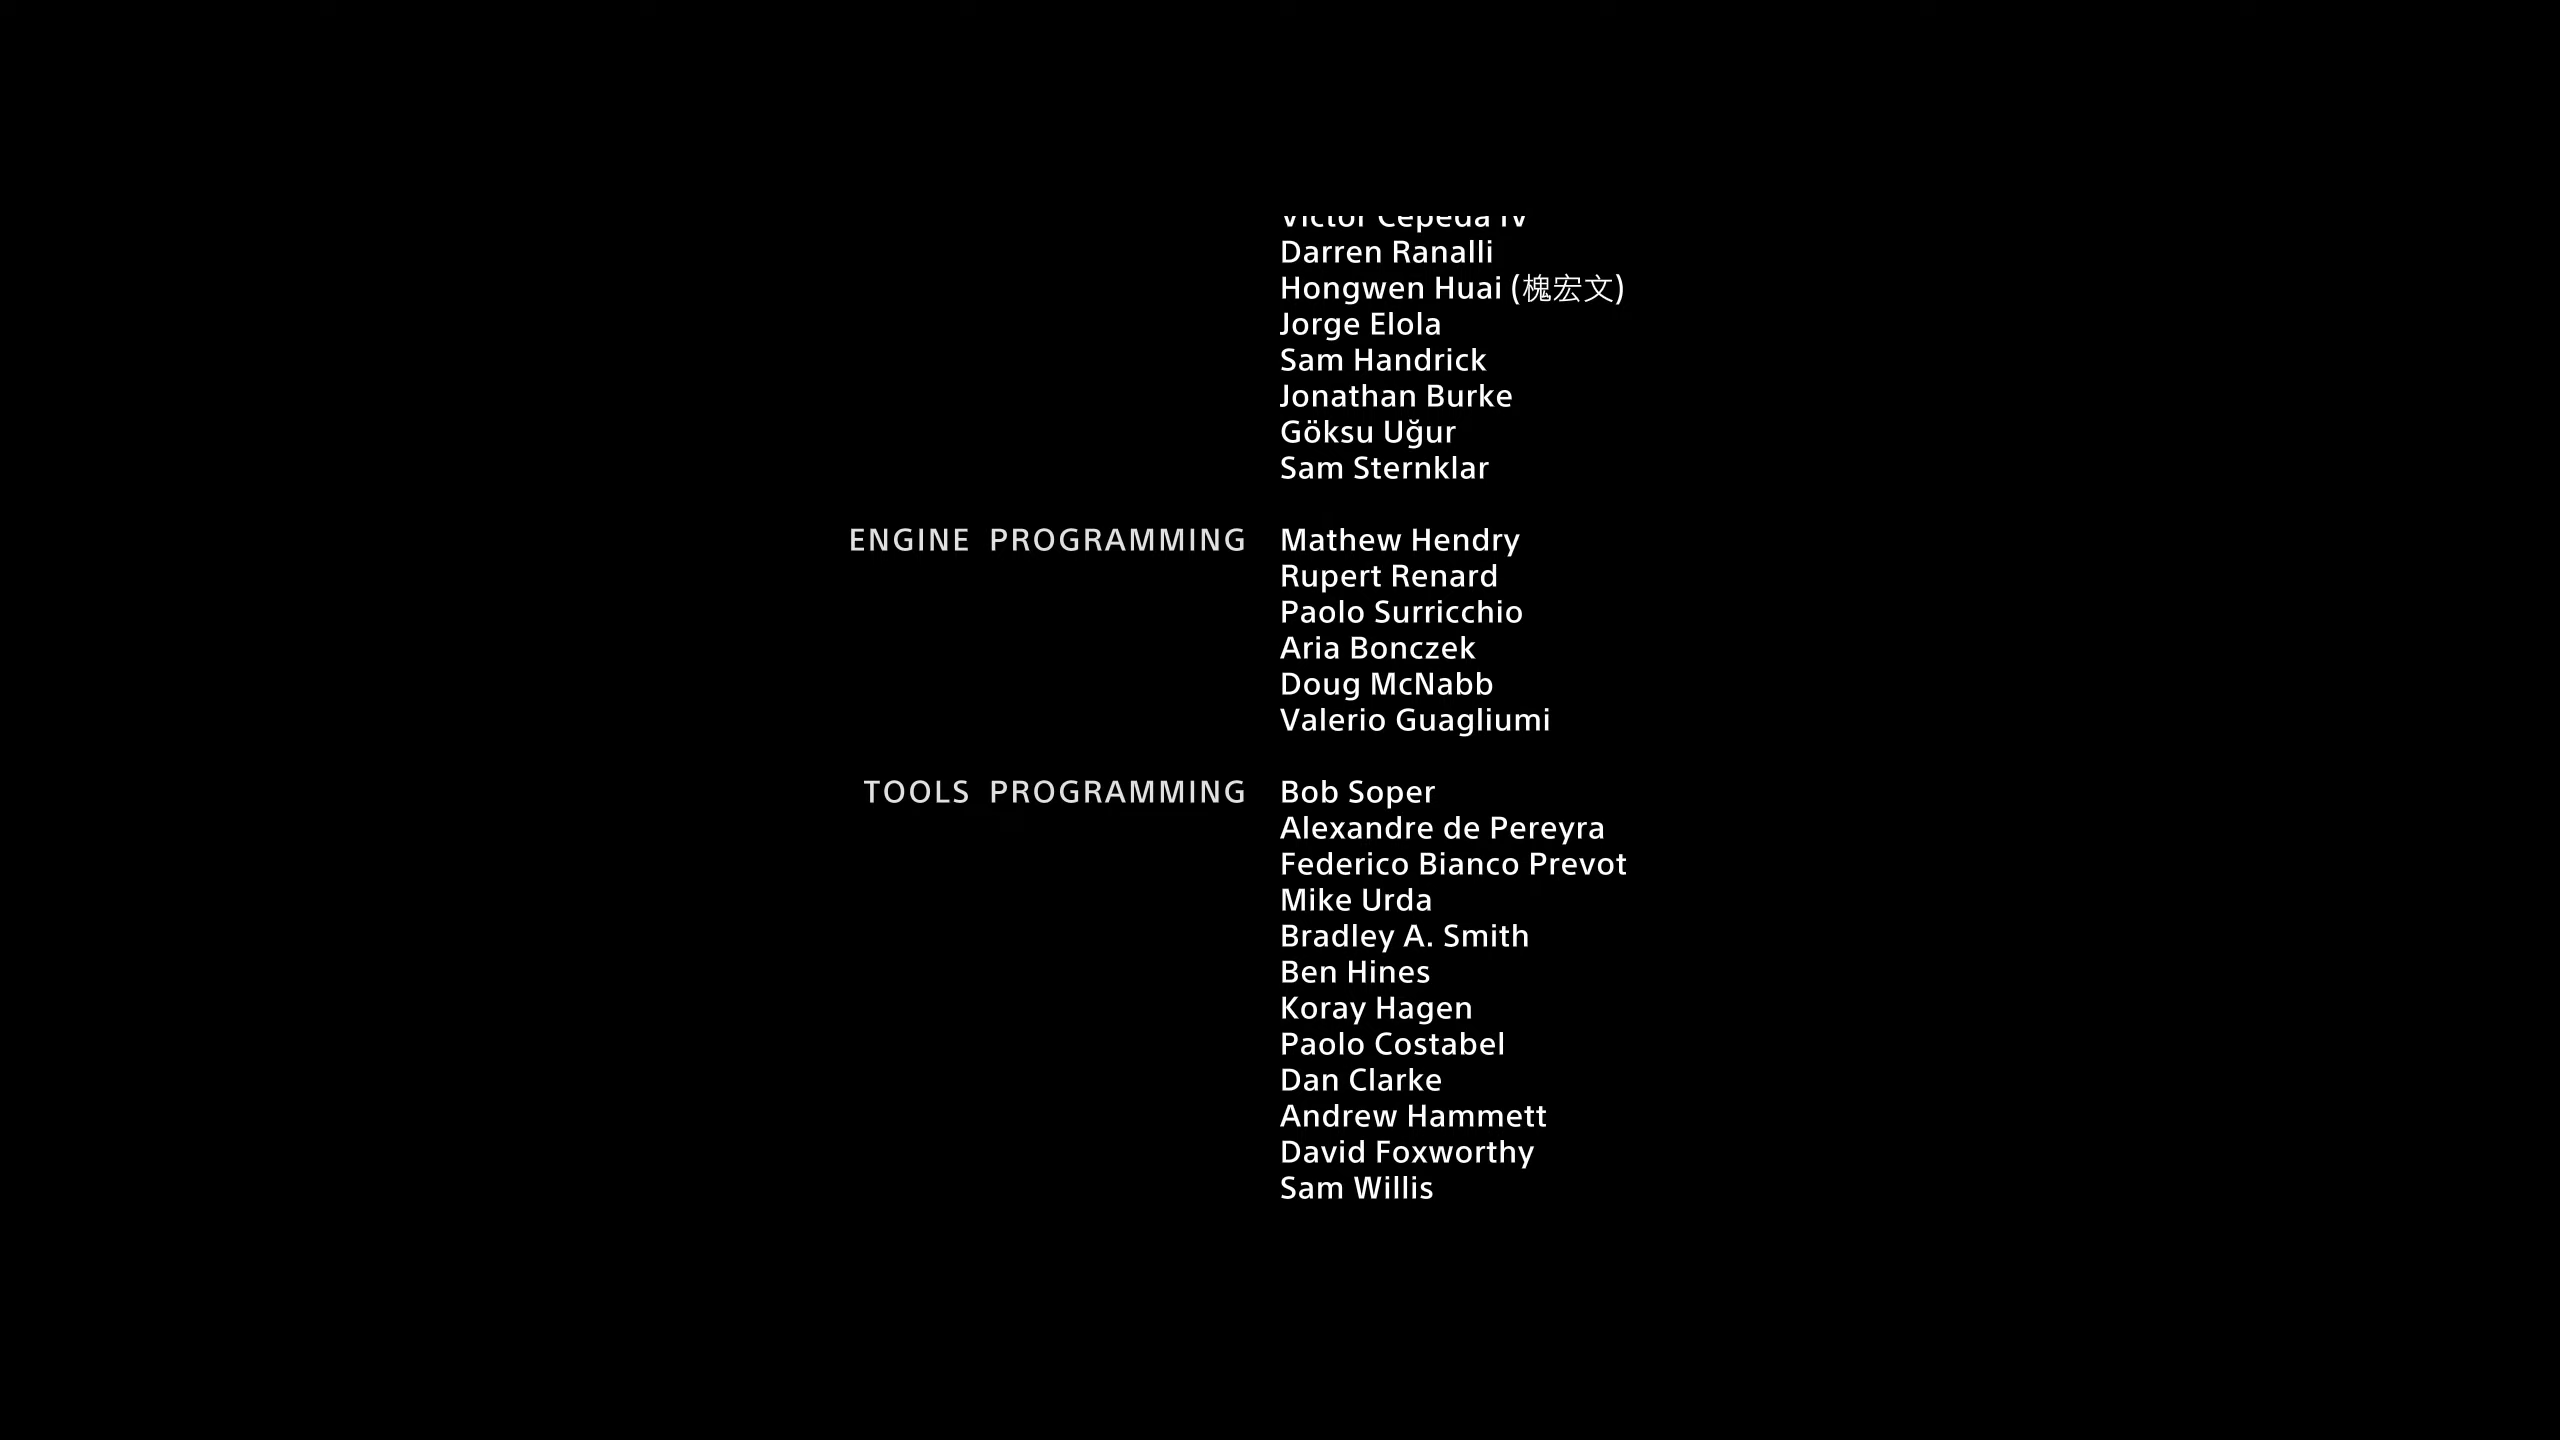 Victor Cepeda IV
Darren Ranalli
Hongwen Huai (槐宏文)
Jorge Elola
Sam Handrick
Jonathan Burke
Göksu Uğur
Sam Sternklar
ENGINE PROGRAMMING Mathew Hendry
Rupert Renard
Paolo Surricchio
Aria Bonczek
Doug McNabb
Valerio Guagliumi
TOOLS PROGRAMMING Bob Soper
Alexandre de Pereyra
Federico Bianco Prevot
Mike Urda
Bradley A. Smith
Ben Hines
Koray Hagen
Paolo Costabel
Dan Clarke
Andrew Hammett
David Foxworthy
Sam Willis